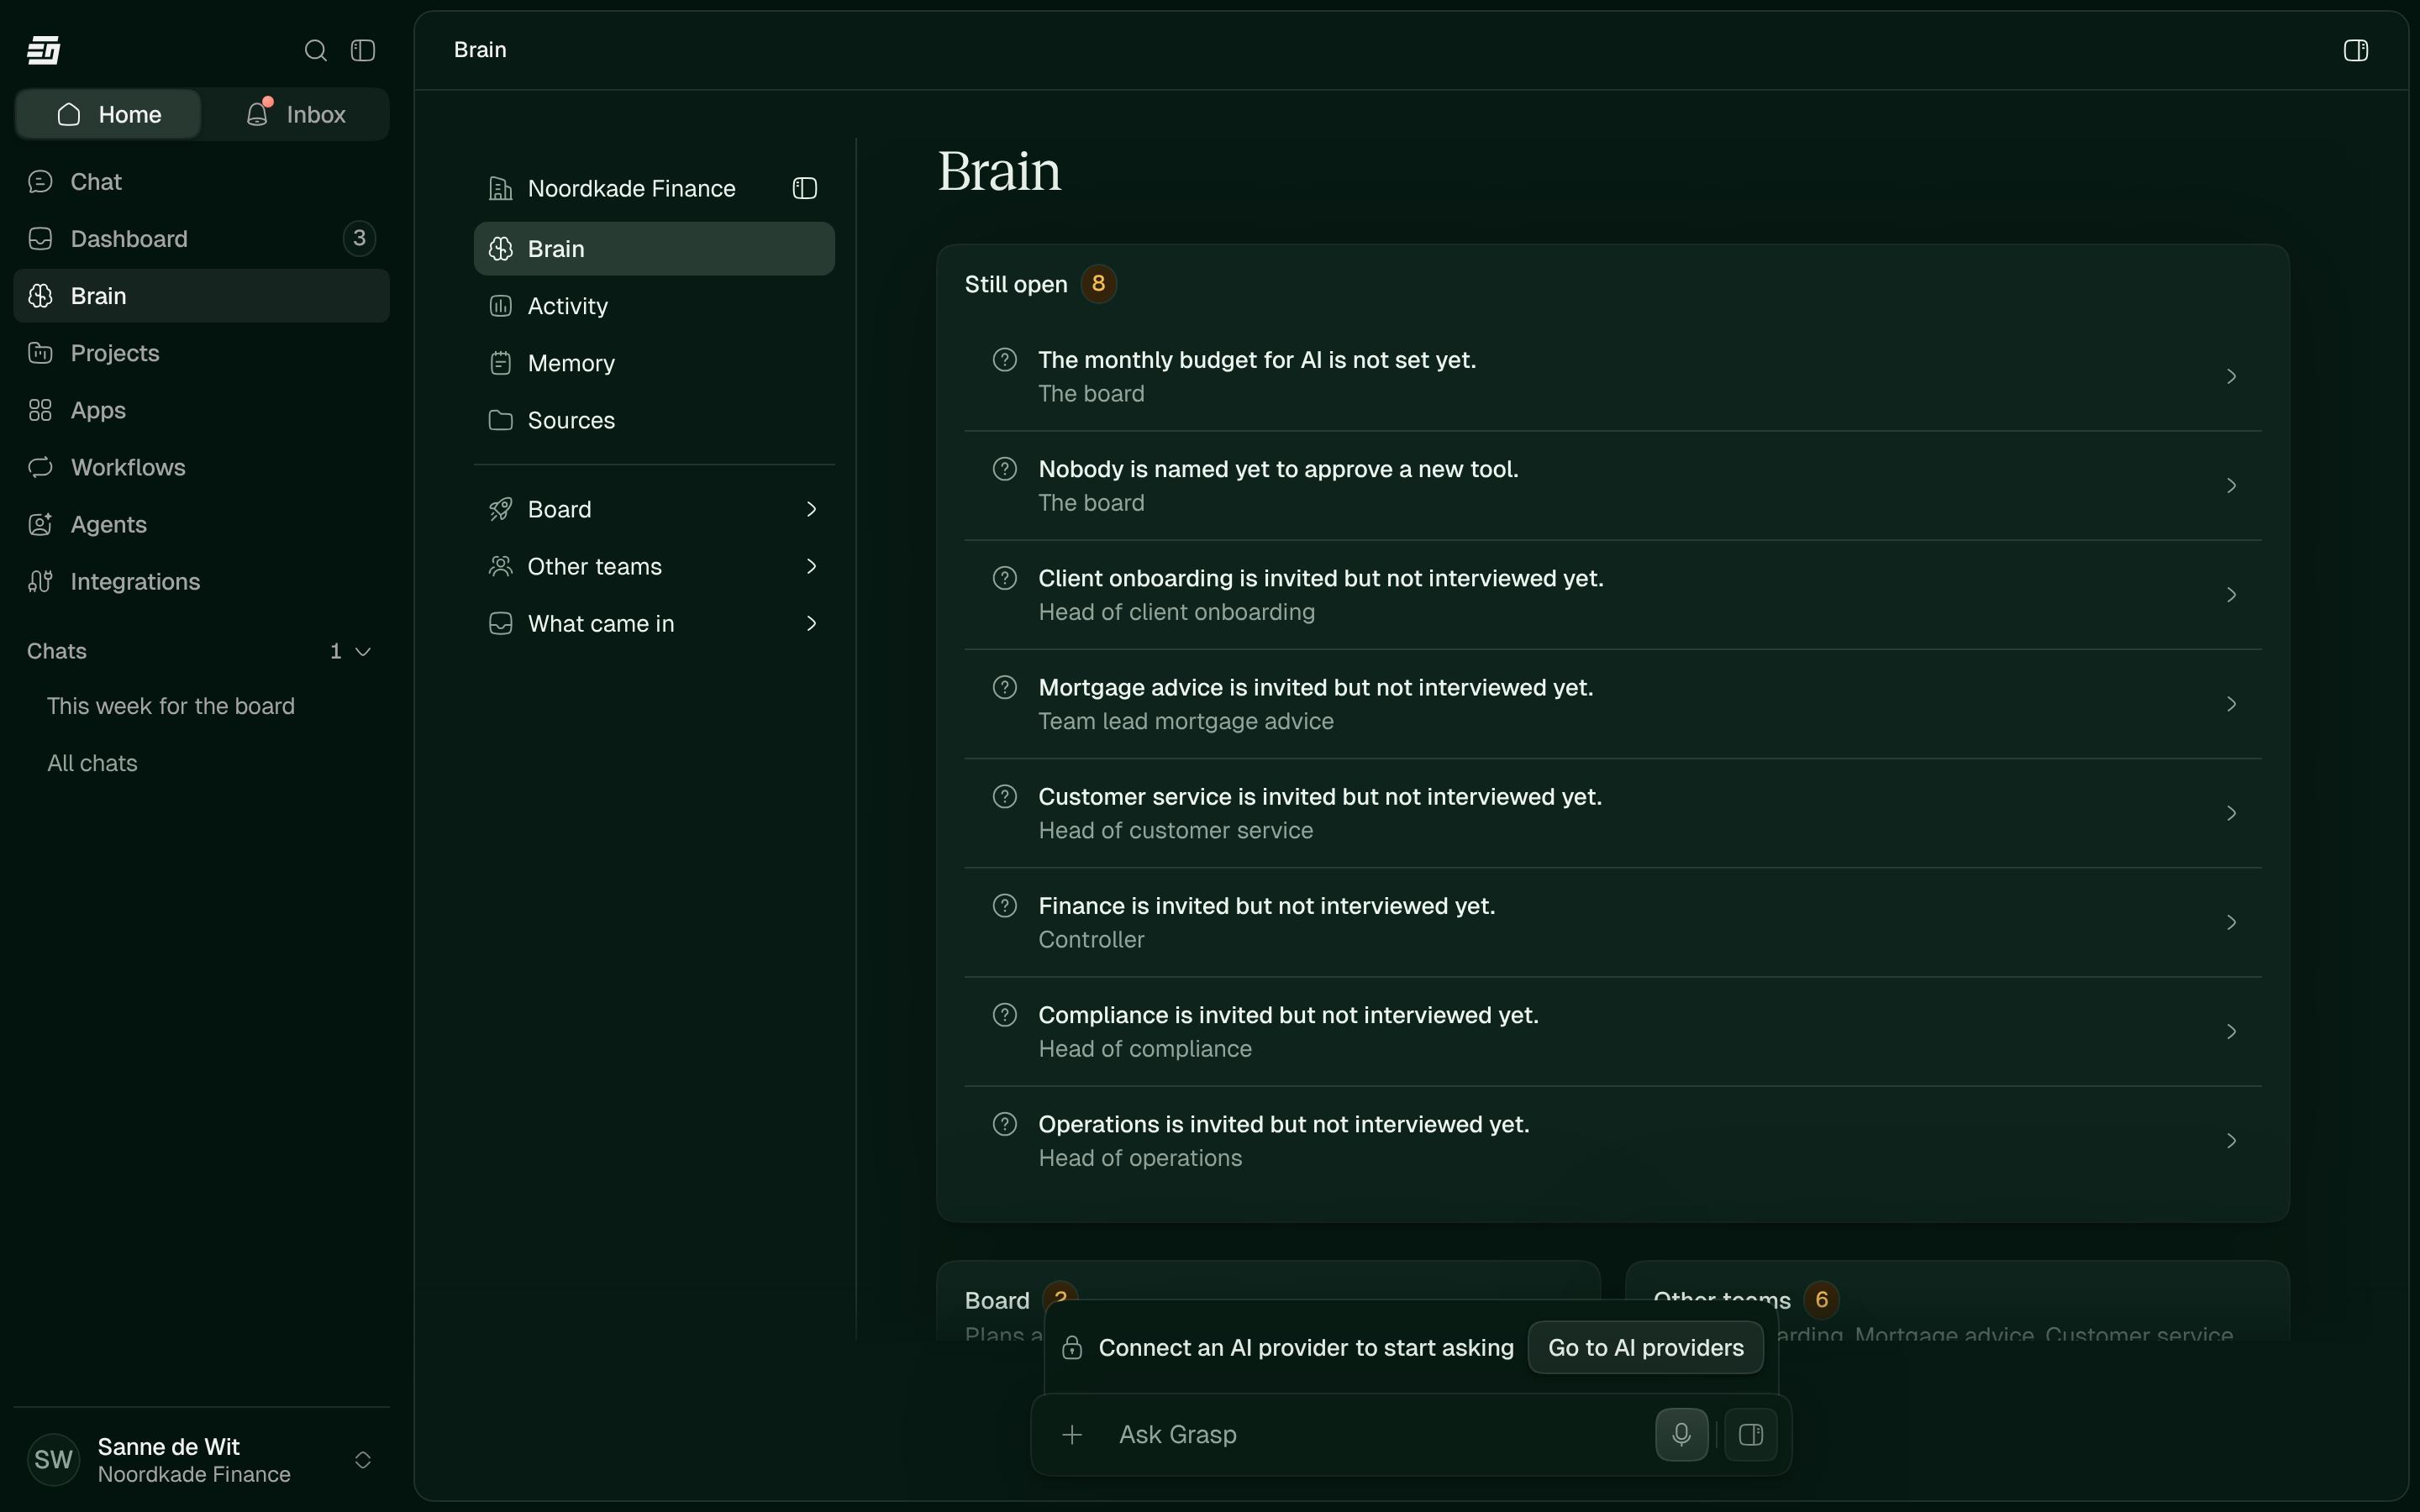 Home
Inbox
Chat
Dashboard
3
Brain
Projects
Apps
Workflows
Agents
Integrations
Chats
1
This week for the board
All chats
SW
Sanne de Wit
Noordkade Finance
Brain
Noordkade Finance
Brain
Activity
Memory
Sources
Board
Other teams
What came in
Brain
Still open 8
The monthly budget for AI is not set yet.
The board
Nobody is named yet to approve a new tool.
The board
Client onboarding is invited but not interviewed yet.
Head of client onboarding
Mortgage advice is invited but not interviewed yet.
Team lead mortgage advice
Customer service is invited but not interviewed yet.
Head of customer service
Finance is invited but not interviewed yet.
Controller
Compliance is invited but not interviewed yet.
Head of compliance
Operations is invited but not interviewed yet.
Head of operations
Board
Plans
Other teams 6
Mortgage advice, Customer service
Connect an AI provider to start asking
Go to AI providers
Ask Grasp